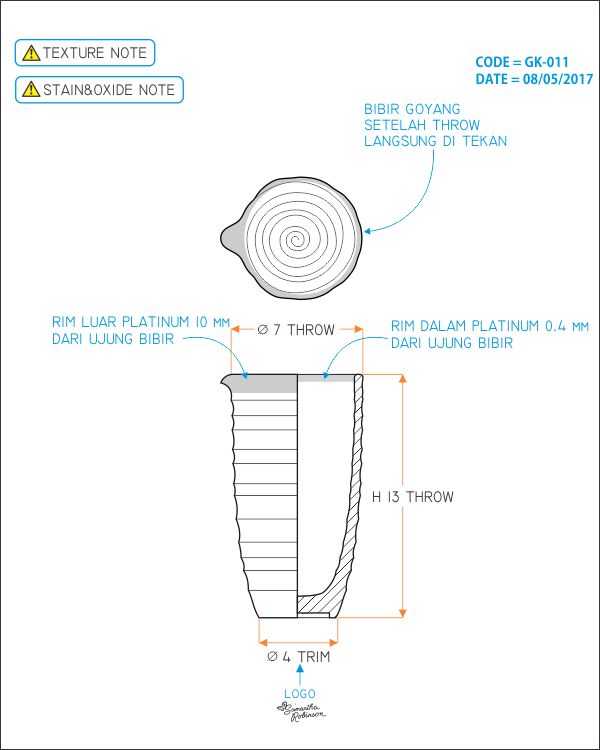 TEXTURE NOTE
STAIN&OXIDE NOTE
CODE = GK-011
DATE = 08/05/2017
BIBIR GOYANG
SETELAH THROW
LANGSUNG DI TEKAN
RIM LUAR PLATINUM 10 MM
DARI UJUNG BIBIR
Ø 7 THROW
RIM DALAM PLATINUM 0.4 MM
DARI UJUNG BIBIR
H 13 THROW
Ø 4 TRIM
LOGO
Samantha
Robinson